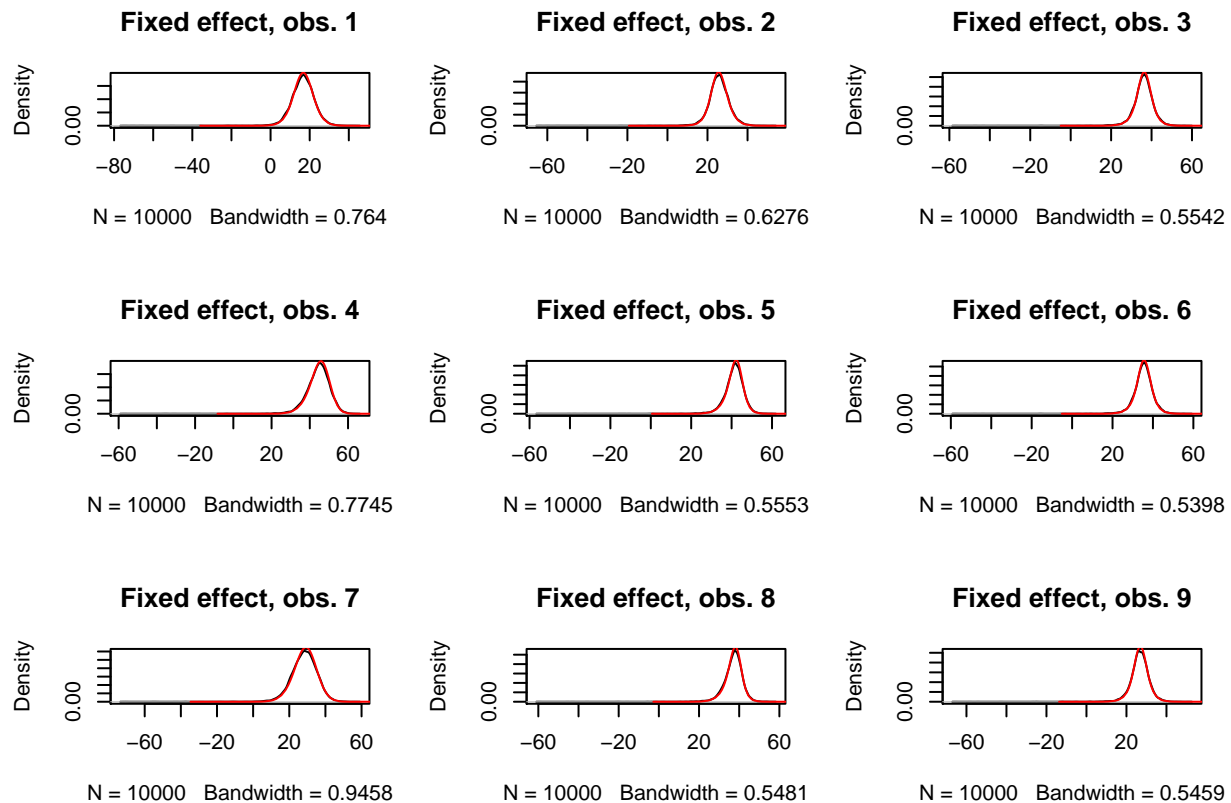 Fixed effect, obs. 1
Density
0.00
−80 −40 0 20
N = 10000 Bandwidth = 0.764
Fixed effect, obs. 2
Density
0.00
−60 −20 20
N = 10000 Bandwidth = 0.6276
Fixed effect, obs. 3
Density
0.00
−60 −20 20 60
N = 10000 Bandwidth = 0.5542
Fixed effect, obs. 4
Density
0.00
−60 −20 20 60
N = 10000 Bandwidth = 0.7745
Fixed effect, obs. 5
Density
0.00
−60 −20 20 60
N = 10000 Bandwidth = 0.5553
Fixed effect, obs. 6
Density
0.00
−60 −20 20 60
N = 10000 Bandwidth = 0.5398
Fixed effect, obs. 7
Density
0.00
−60 −20 20 60
N = 10000 Bandwidth = 0.9458
Fixed effect, obs. 8
Density
0.00
−60 −20 20 60
N = 10000 Bandwidth = 0.5481
Fixed effect, obs. 9
Density
0.00
−60 −20 20
N = 10000 Bandwidth = 0.5459